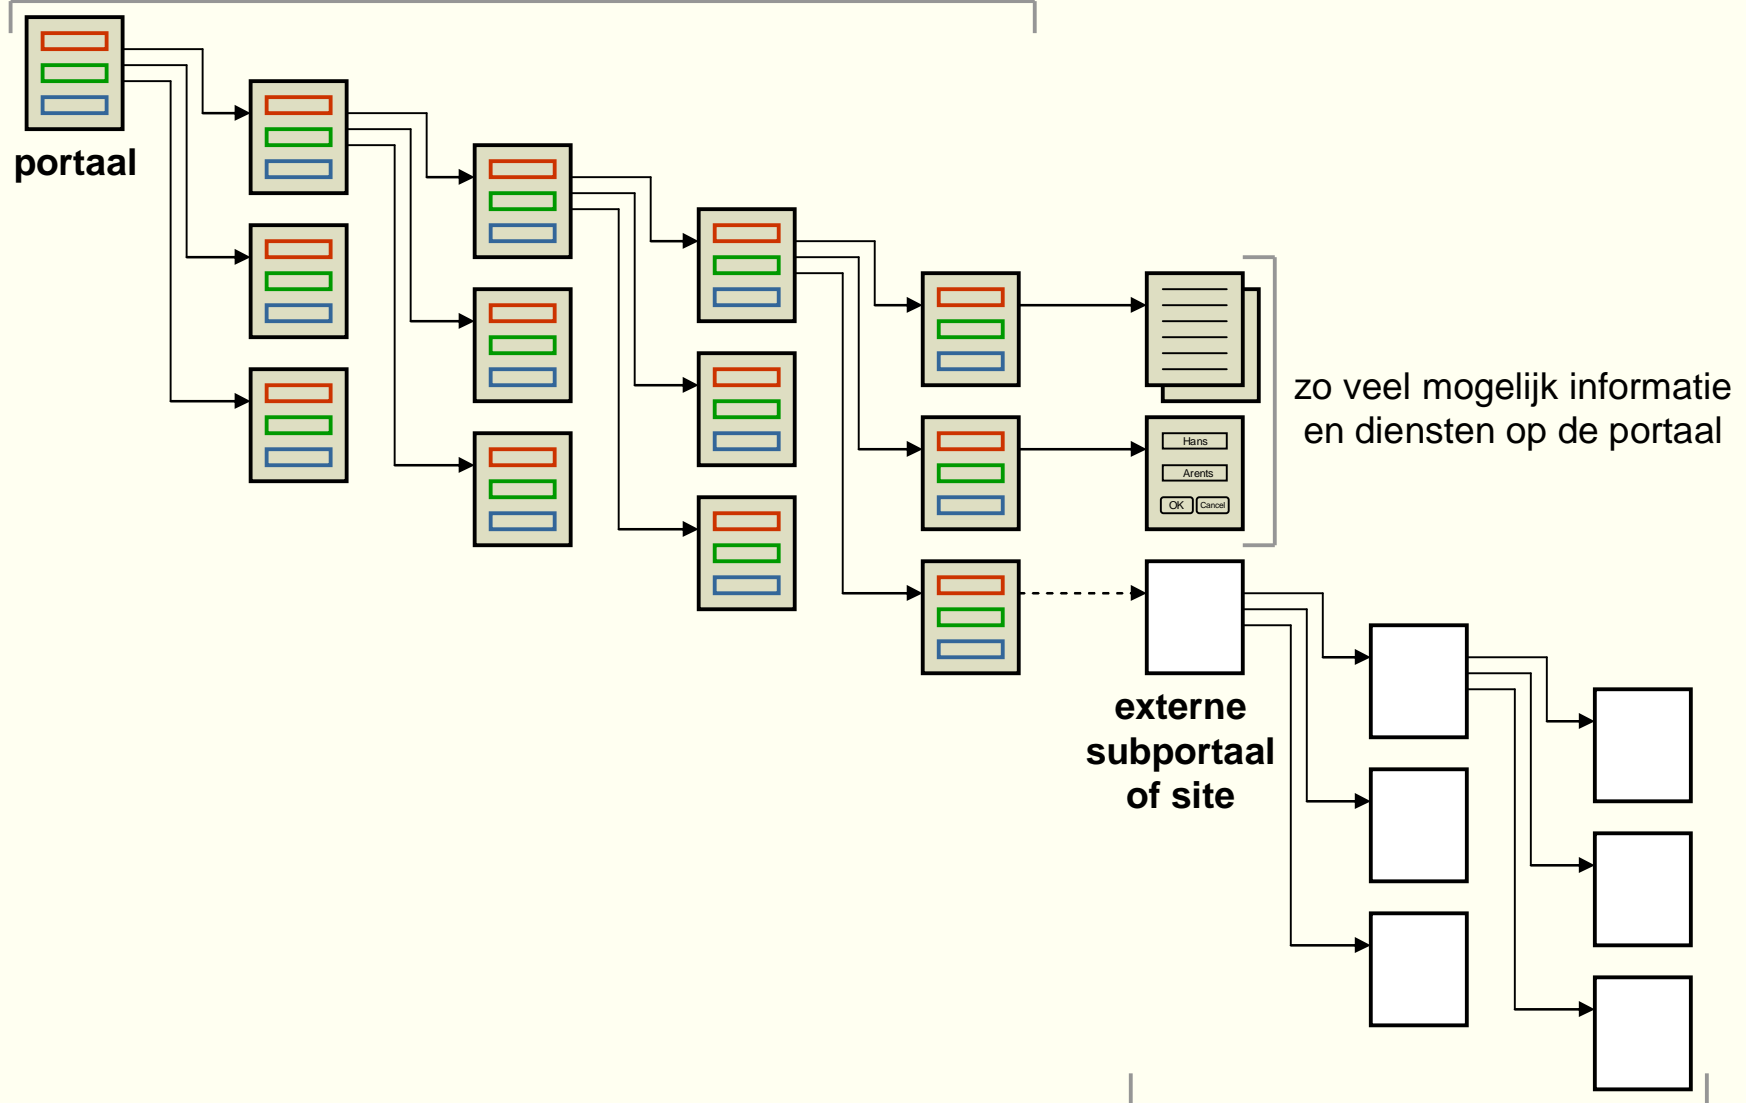 portaal
zo veel mogelijk informatie
en diensten op de portaal
Hans
Arents
OK Cancel
externe
subportaal
of site